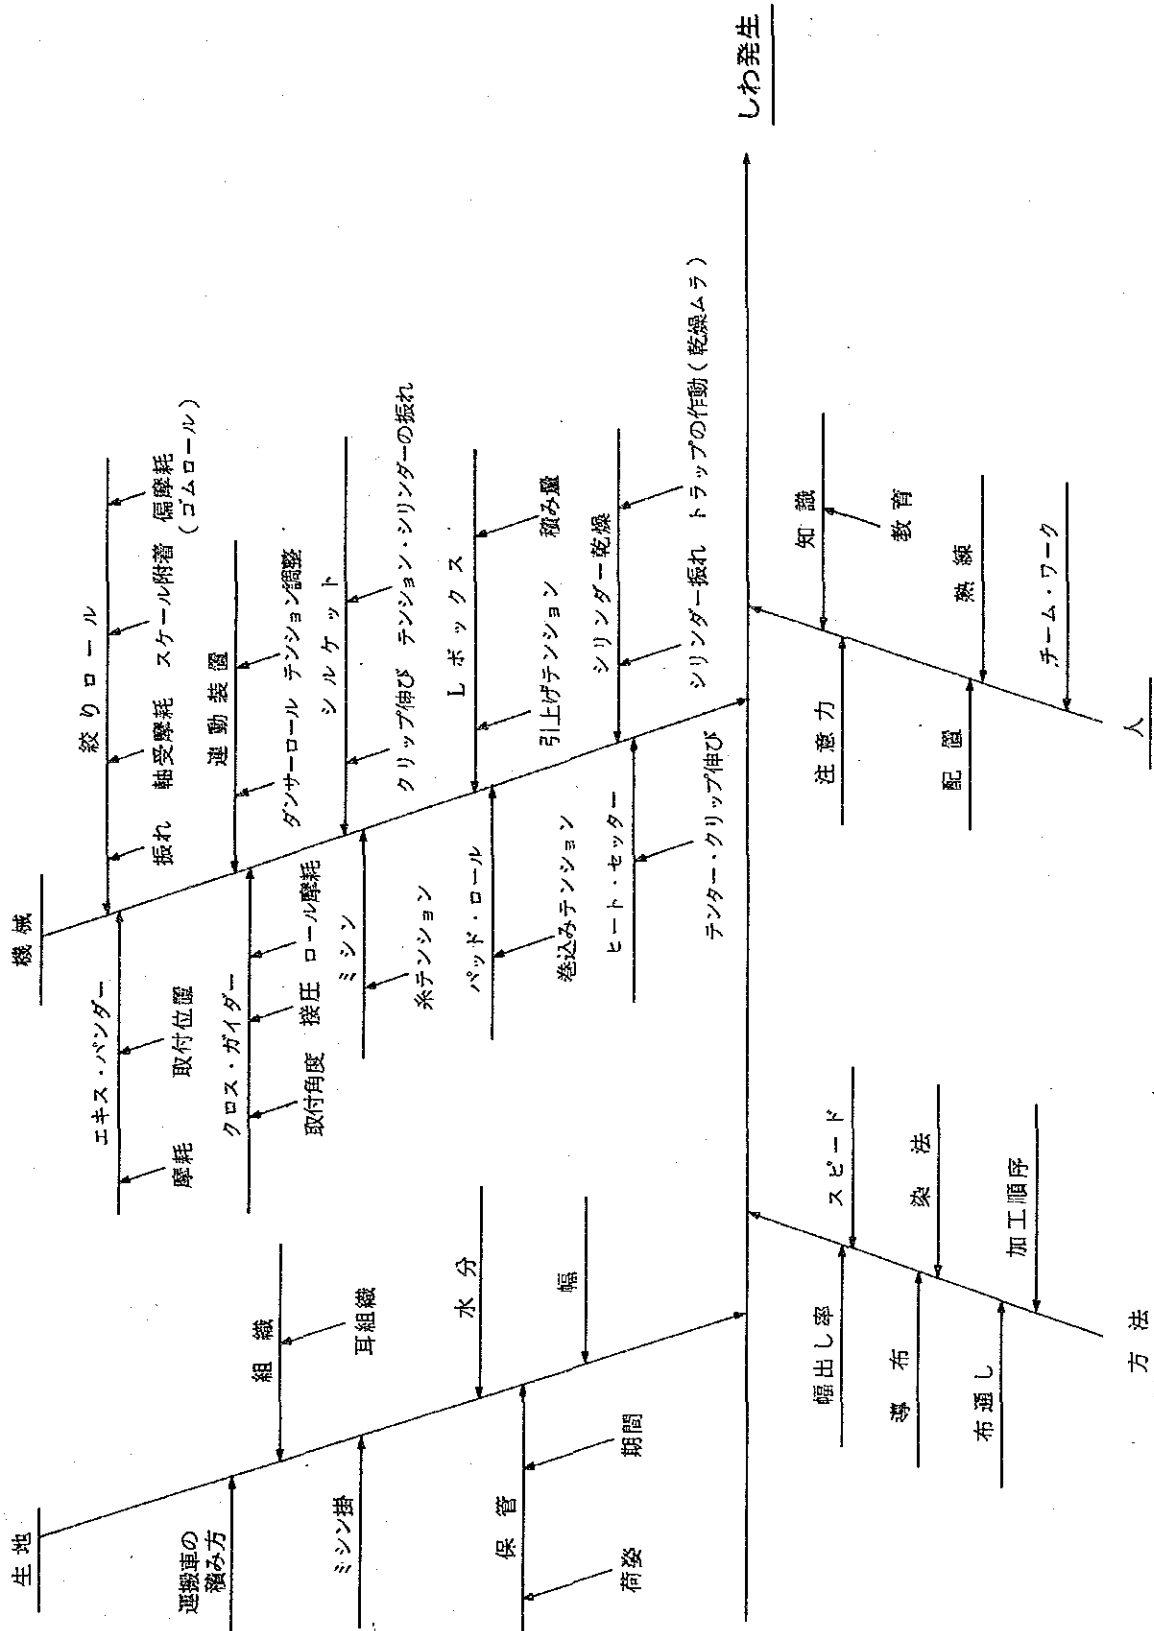 しわ発生
生地
運搬車の
積み方
組織
耳組織
ミシン掛
水分
保管
荷姿
期間
幅
機械
エキス・パンダー
摩耗
取付位置
絞りロール
振れ
軸受摩耗
スケール附着
偏摩耗
(ゴムロール)
クロス・ガイダー
取付角度
接圧
ロール摩耗
運動装置
ダンサーロール
テンション調整
ミシン
糸テンション
シルケット
クリップ伸び
テンション・シリンダーの振れ
パッド・ロール
巻込みテンション
Lボックス
引上げテンション
積み量
ヒート・セッター
テンター・クリップ伸び
シリンダー乾燥
シリンダー振れ
トラップの作動(乾燥ムラ)
方法
幅出し率
スピード
導布
染法
布通し
加工順序
人
注意力
知識
教育
配置
熟練
チーム・ワーク